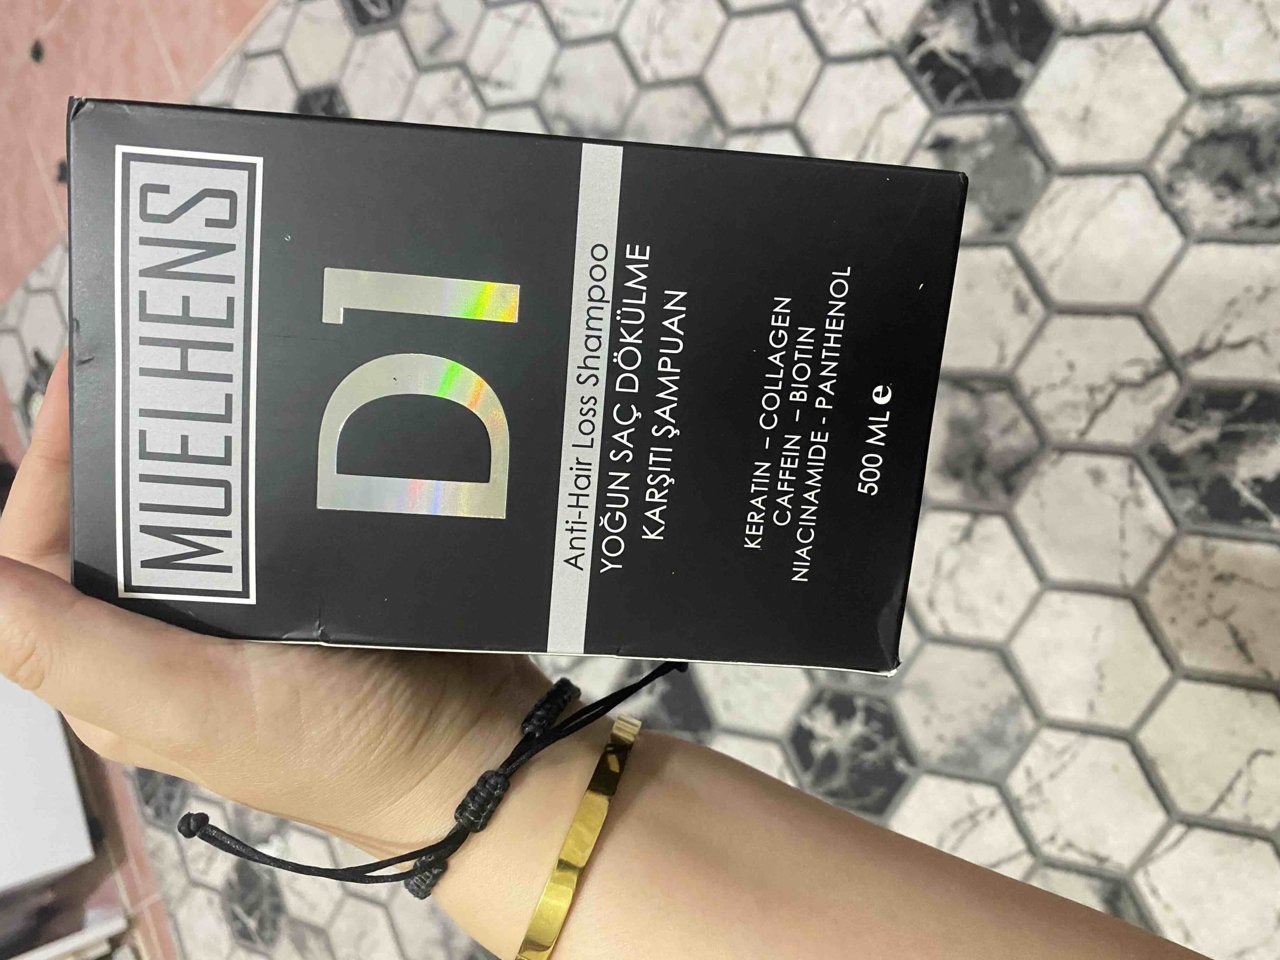 MUELHENS
D1
Anti-Hair Loss Shampoo
YOĞUN SAÇ DÖKÜLME
KARŞITI ŞAMPUAN
KERATIN – COLLAGEN
CAFFEIN – BIOTIN
NIACINAMIDE - PANTHENOL
500 ML e